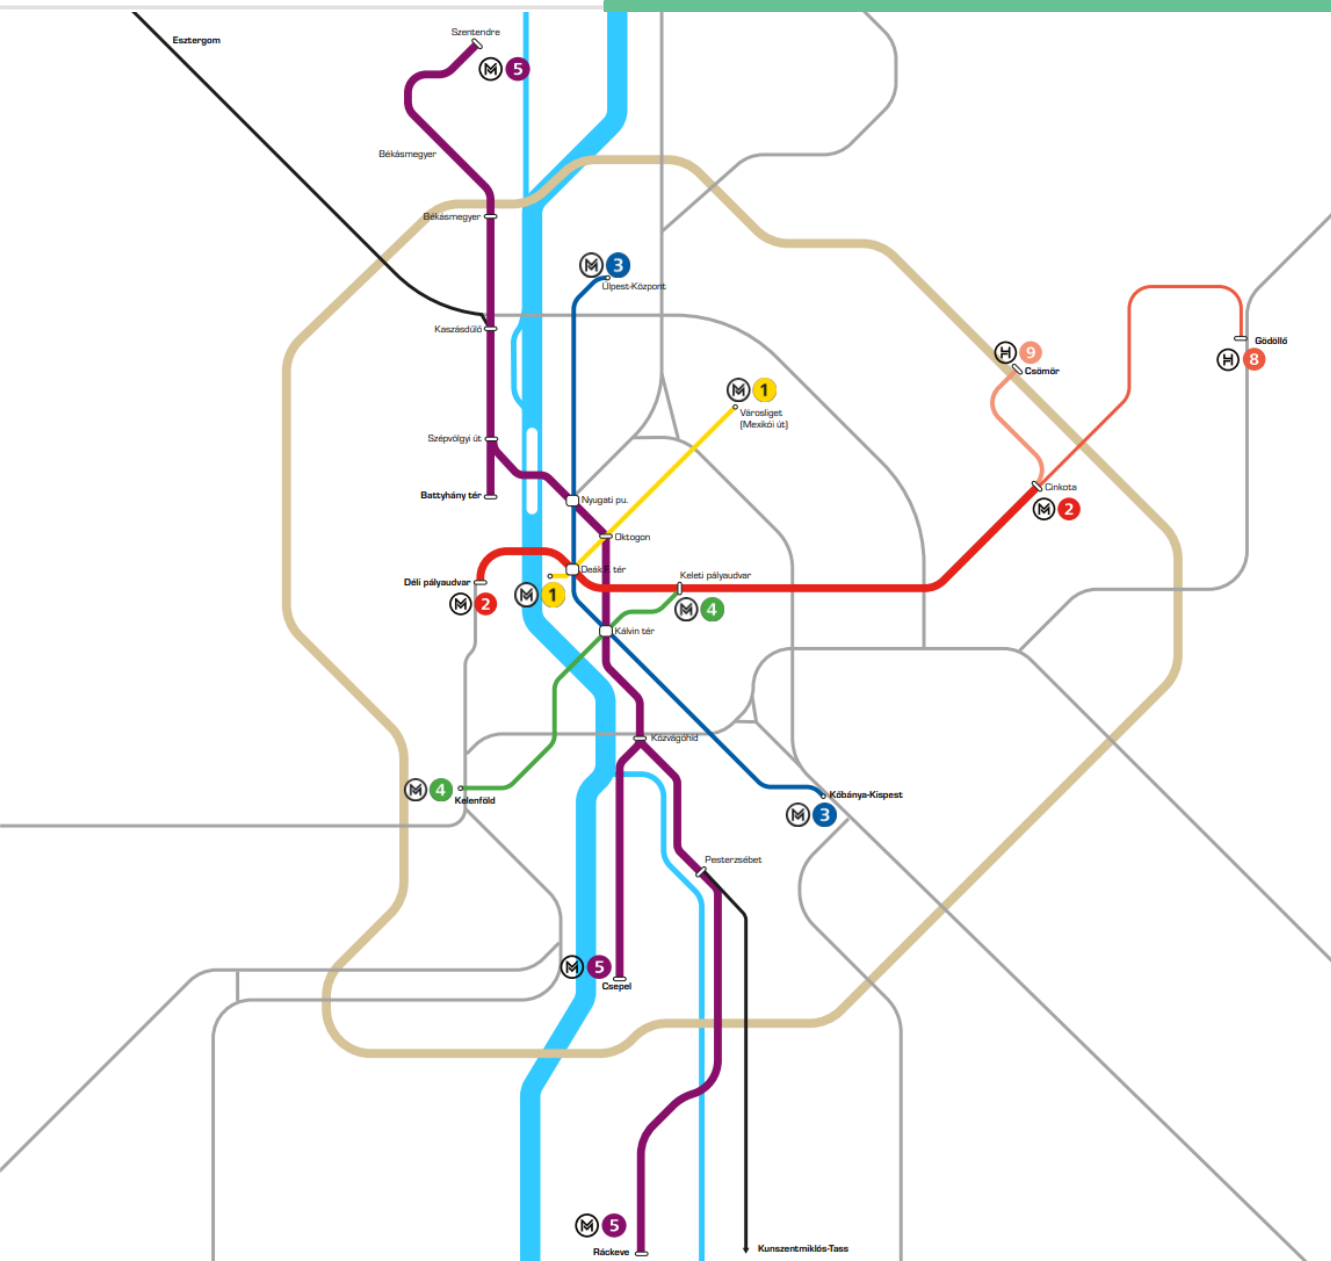 Szentendre
Esztergom
M 5
Békásmegyer
Békásmegyer
M 3
Úlpest-Központ
Kaszásdűlő
Gödöllő
H 9
H 8
Csömör
M 1
Városliget
(Mexikói út)
Szépvölgyi út
Battyhány tér
Nyugati pu.
Cinkota
M 2
Oktogon
Deák F. tér
Keleti pályaudvar
Déli pályaudvar
M 2
M 1
M 4
Kálvin tér
Közvágóhíd
M 4
Kelenföld
Kőbánya-Kispest
M 3
Pesterzsébet
M 5
Csepel
M 5
Ráckeve
Kunszentmiklós-Tass